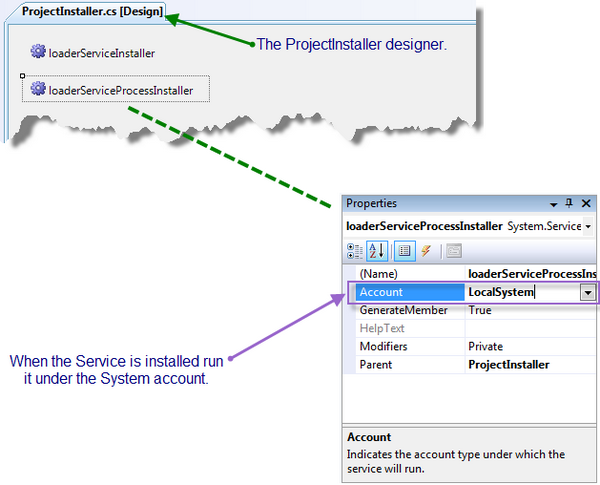 ProjectInstaller.cs [Design]
The ProjectInstaller designer.
loaderServiceInstaller
loaderServiceProcessInstaller
Properties
loaderServiceProcessInstaller System.Service
(Name) loaderServiceProcessIns
Account LocalSystem
GenerateMember True
HelpText
Modifiers Private
Parent ProjectInstaller
When the Service is installed run
it under the System account.
Account
Indicates the account type under which the
service will run.